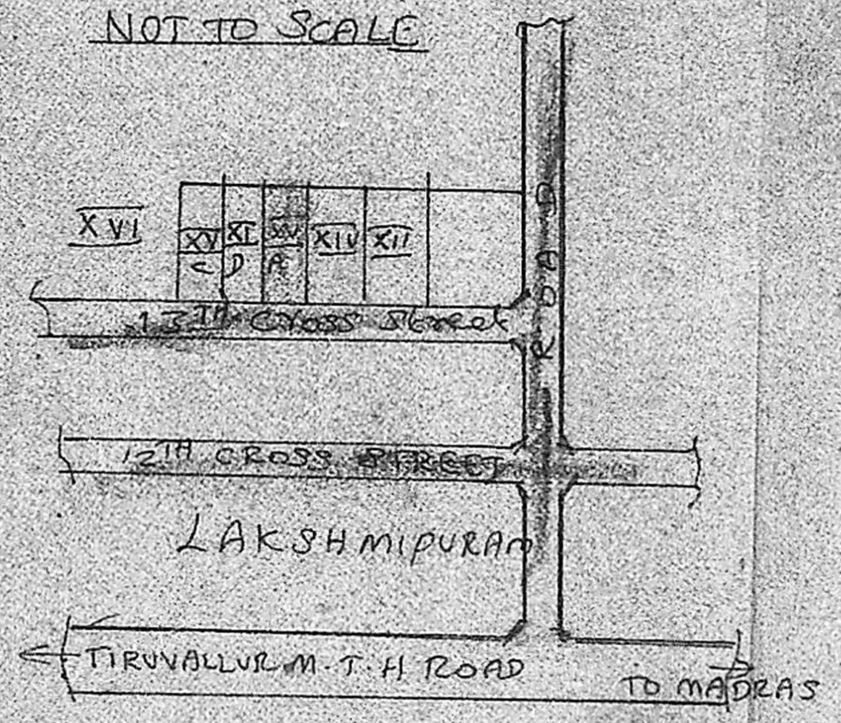 NOT TO SCALE
XVI
XV XI XV XIV XII
C D A
13TH CROSS Street
ROAD
12TH CROSS STREET
LAKSHMIPURAM
TIRUVALLUR M.T.H ROAD
TO MADRAS